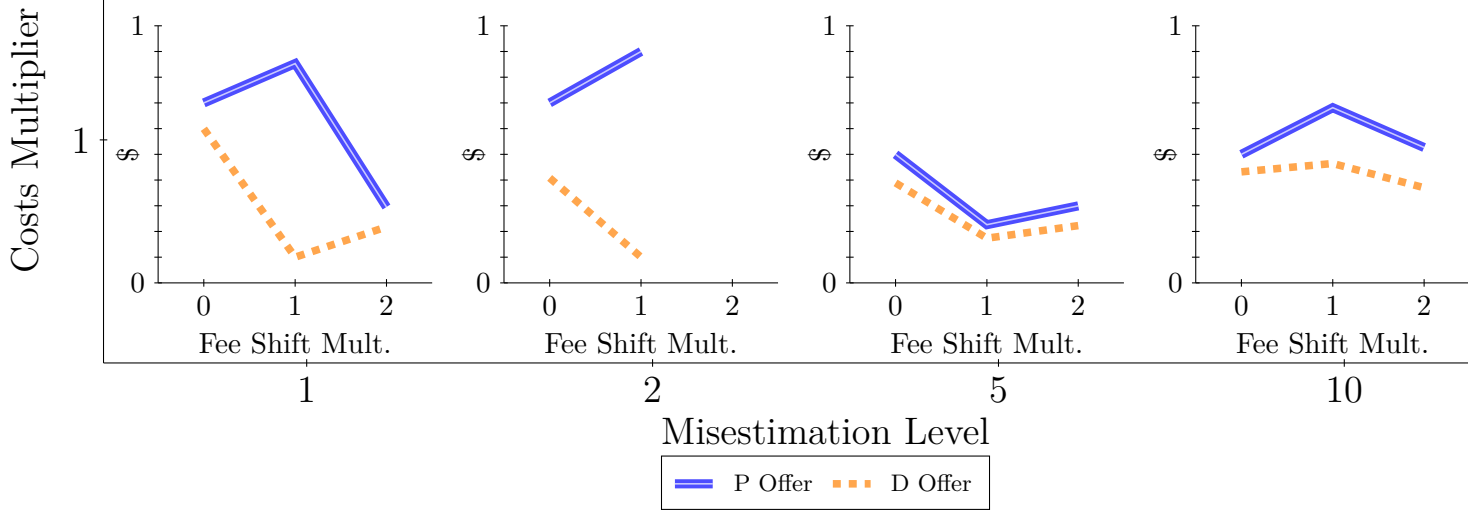 Costs Multiplier
1
1
$
0
0 1 2
Fee Shift Mult.
1
$
0
0 1 2
Fee Shift Mult.
1
$
0
0 1 2
Fee Shift Mult.
1
$
0
0 1 2
Fee Shift Mult.
1 2 5 10
Misestimation Level
P Offer D Offer